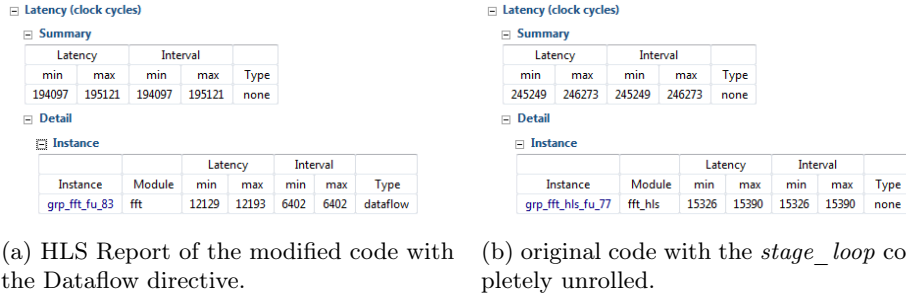 Latency (clock cycles)
Summary
Latency Interval
min max min max Type
194097 195121 194097 195121 none
Detail
Instance
Latency Interval
Instance Module min max min max Type
grp_fft_fu_83 fft 12129 12193 6402 6402 dataflow
(a) HLS Report of the modified code with
the Dataflow directive.
Latency (clock cycles)
Summary
Latency Interval
min max min max Type
245249 246273 245249 246273 none
Detail
Instance
Latency Interval
Instance Module min max min max Type
grp_fft_hls_fu_77 fft_hls 15326 15390 15326 15390 none
(b) original code with the stage_loop co
pletely unrolled.